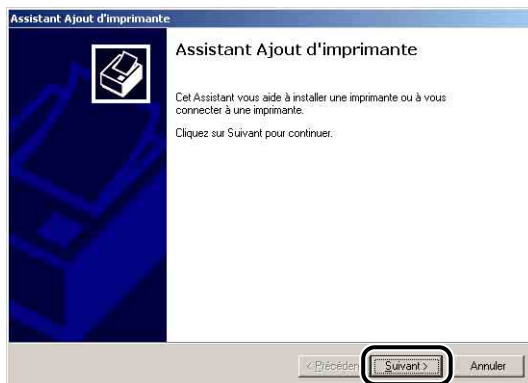 Assistant Ajout d'imprimante
Assistant Ajout d'imprimante
Cet Assistant vous aide à installer une imprimante ou à vous
connecter à une imprimante.
Cliquez sur Suivant pour continuer.
< Précéden Suivant > Annuler